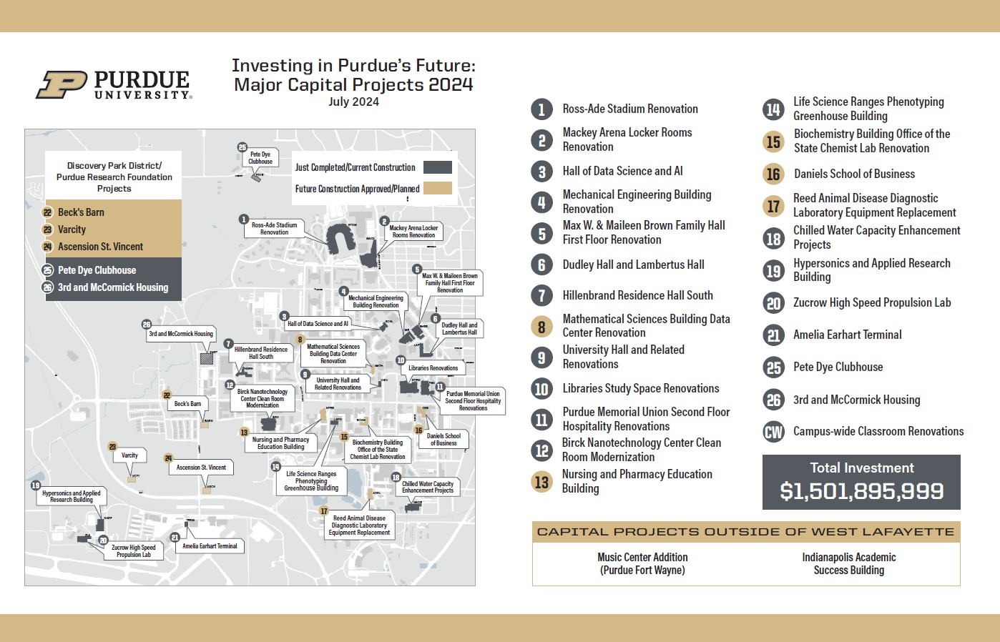 PURDUE
UNIVERSITY®
Investing in Purdue's Future:
Major Capital Projects 2024
July 2024
Discovery Park District/
Purdue Research Foundation
Projects
22 Beck's Barn
23 Varcity
24 Ascension St. Vincent
25 Pete Dye Clubhouse
26 3rd and McCormick Housing
Just Completed/Current Construction
Future Construction Approved/Planned
25
Pete Dye
Clubhouse
1
Ross-Ade Stadium
Renovation
2
Mackey Arena Locker
Rooms Renovation
5
Max W. & Maileen Brown
Family Hall First Floor
Renovation
4
Mechanical Engineering
Building Renovation
3
Hall of Data Science and AI
6
Dudley Hall and
Lambertus Hall
26
3rd and McCormick Housing
7
Hillenbrand Residence
Hall South
8
Mathematical Sciences
Building Data Center
Renovation
10
Libraries Renovations
9
University Hall and
Related Renovations
12
Birck Nanotechnology
Center Clean Room
Modernization
11
Purdue Memorial Union
Second Floor Hospitality
Renovations
22
Beck's Barn
13
Nursing and Pharmacy
Education Building
15
Biochemistry Building
Office of the State
Chemist Lab Renovation
16
Daniels School
of Business
23
Varcity
24
Ascension St. Vincent
14
Life Science Ranges
Phenotyping
Greenhouse Building
18
Chilled Water Capacity
Enhancement Projects
19
Hypersonics and Applied
Research Building
17
Reed Animal Disease
Diagnostic Laboratory
Equipment Replacement
20
Zucrow High Speed
Propulsion Lab
21
Amelia Earhart Terminal
1 Ross-Ade Stadium Renovation
2 Mackey Arena Locker Rooms
Renovation
3 Hall of Data Science and AI
4 Mechanical Engineering Building
Renovation
5 Max W. & Maileen Brown Family Hall
First Floor Renovation
6 Dudley Hall and Lambertus Hall
7 Hillenbrand Residence Hall South
8 Mathematical Sciences Building Data
Center Renovation
9 University Hall and Related
Renovations
10 Libraries Study Space Renovations
11 Purdue Memorial Union Second Floor
Hospitality Renovations
12 Birck Nanotechnology Center Clean
Room Modernization
13 Nursing and Pharmacy Education
Building
14 Life Science Ranges Phenotyping
Greenhouse Building
15 Biochemistry Building Office of the
State Chemist Lab Renovation
16 Daniels School of Business
17 Reed Animal Disease Diagnostic
Laboratory Equipment Replacement
18 Chilled Water Capacity Enhancement
Projects
19 Hypersonics and Applied Research
Building
20 Zucrow High Speed Propulsion Lab
21 Amelia Earhart Terminal
25 Pete Dye Clubhouse
26 3rd and McCormick Housing
CW Campus-wide Classroom Renovations
Total Investment
$1,501,895,999
CAPITAL PROJECTS OUTSIDE OF WEST LAFAYETTE
Music Center Addition
(Purdue Fort Wayne)
Indianapolis Academic
Success Building